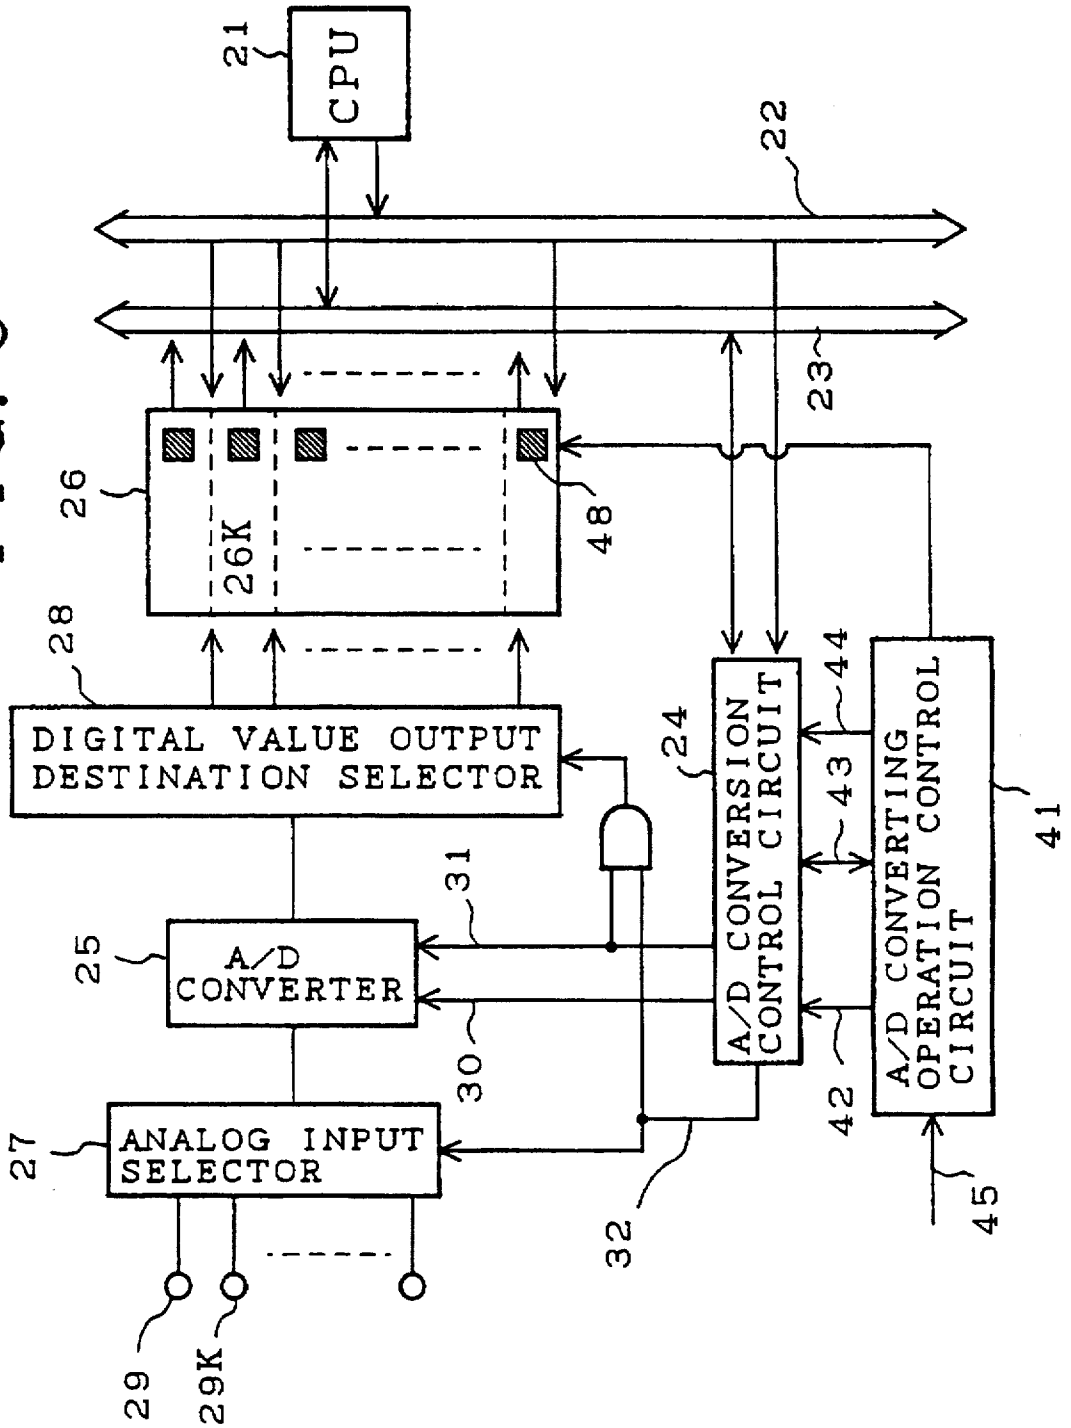 21
CPU
22
23
26
26K
48
28
DIGITAL VALUE OUTPUT
DESTINATION SELECTOR
25
A/D
CONVERTER
31
30
24
A/D CONVERSION
CONTROL CIRCUIT
44
43
42
A/D CONVERTING
OPERATION CONTROL
CIRCUIT
41
45
27
ANALOG INPUT
SELECTOR
32
29
29K